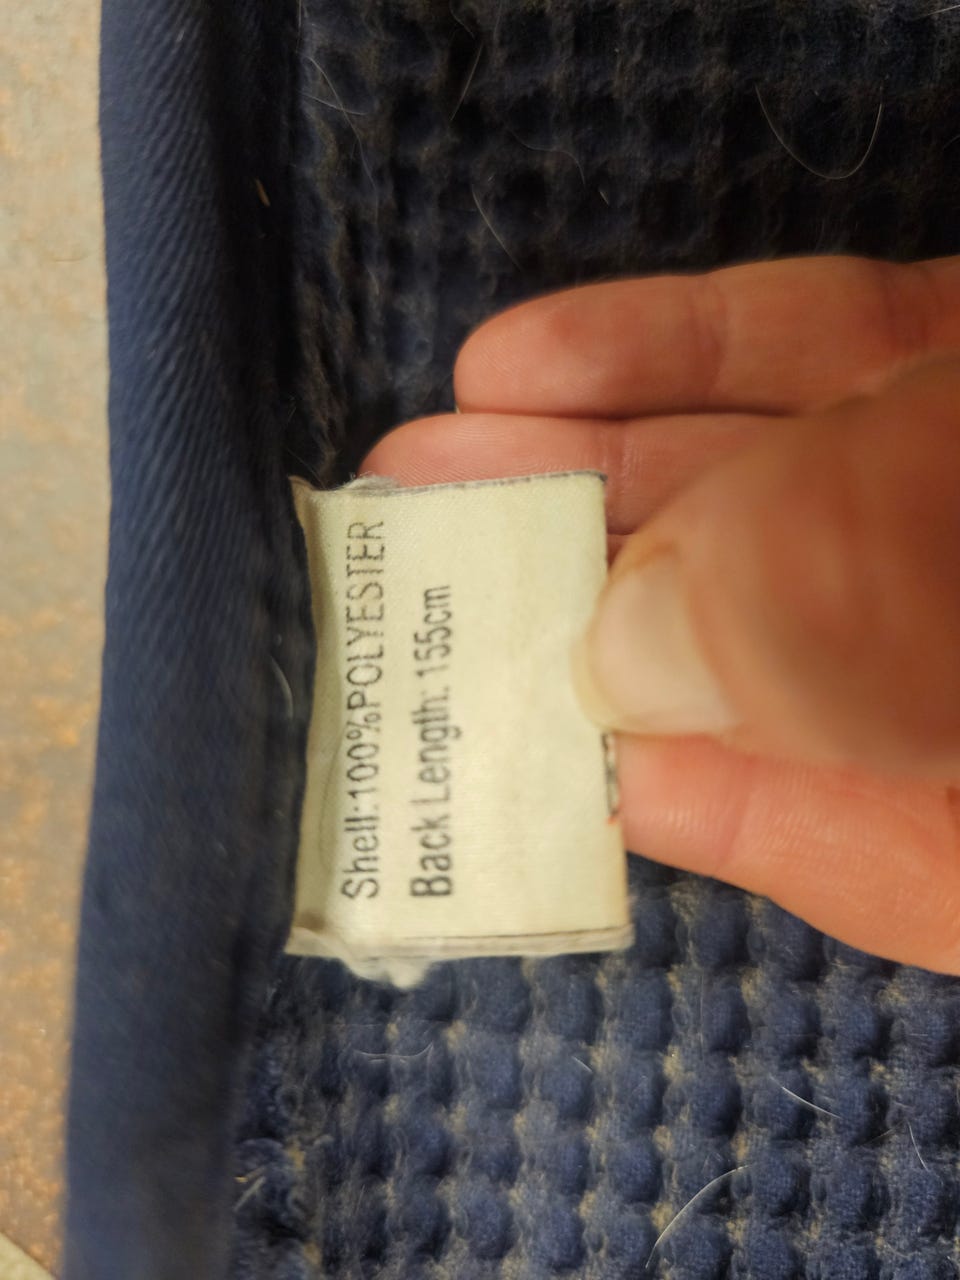 Shell:100%POLYESTER
Back Length: 155cm